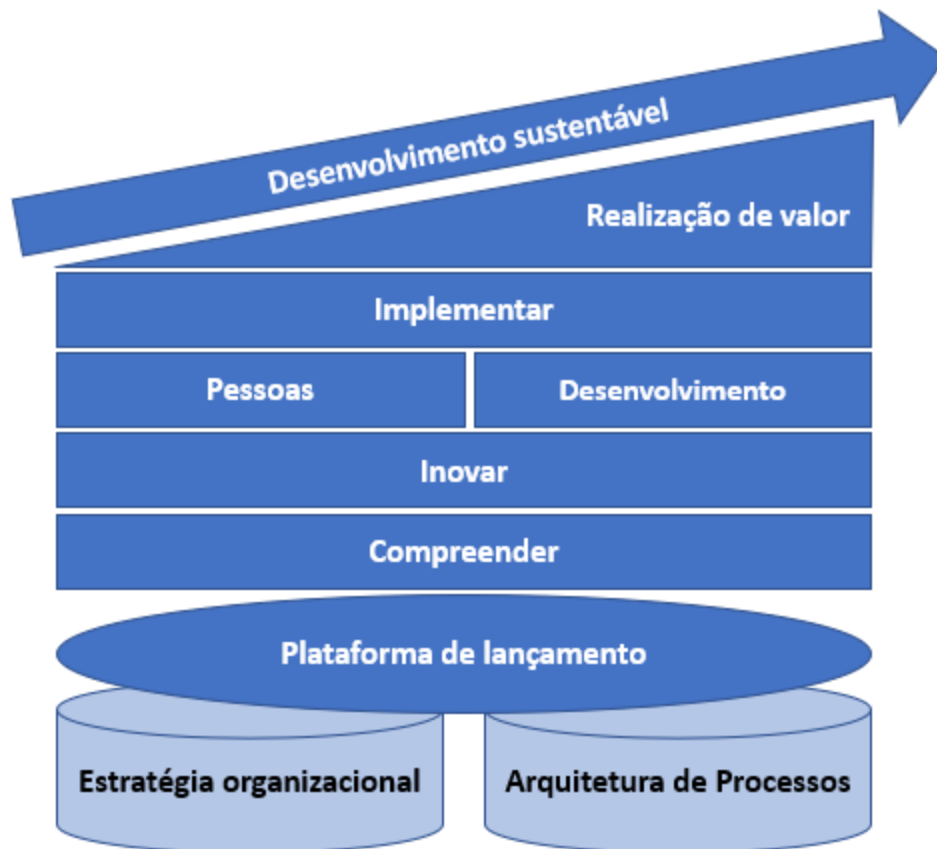 Desenvolvimento sustentável
Realização de valor
Implementar
Pessoas
Desenvolvimento
Inovar
Compreender
Plataforma de lançamento
Estratégia organizacional
Arquitetura de Processos